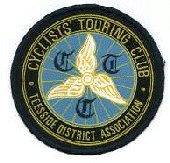 CYCLISTS' TOURING CLUB
C C
C
TEESSIDE DISTRICT ASSOCIATION